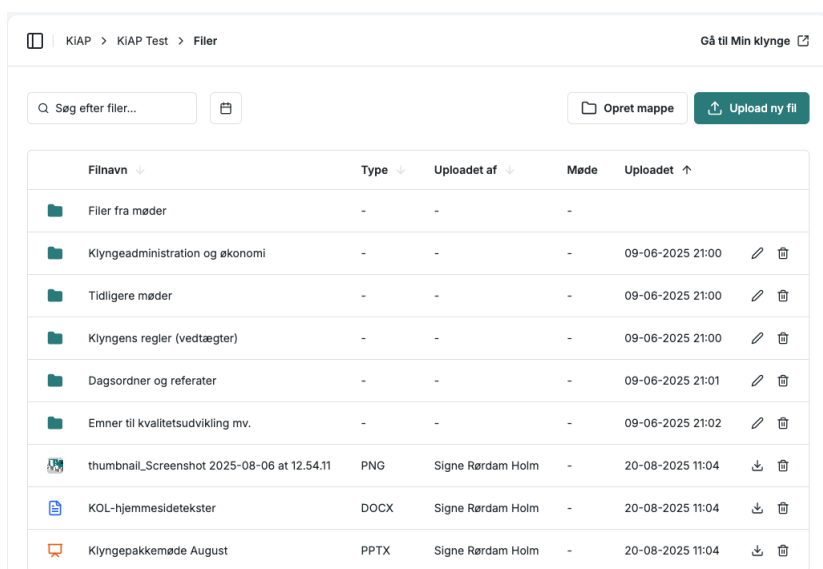 KiAP > KiAP Test > Filer Gå til Min klynge
Søg efter filer... Opret mappe Upload ny fil
Filnavn Type Uploadet af Møde Uploadet
Filer fra møder - - -
Klyngeadministration og økonomi - - - 09-06-2025 21:00
Tidligere møder - - - 09-06-2025 21:00
Klyngens regler (vedtægter) - - - 09-06-2025 21:00
Dagsordner og referater - - - 09-06-2025 21:01
Emner til kvalitetsudvikling mv. - - - 09-06-2025 21:02
thumbnail_Screenshot 2025-08-06 at 12.54.11 PNG Signe Rørdam Holm - 20-08-2025 11:04
KOL-hjemmesidetekster DOCX Signe Rørdam Holm - 20-08-2025 11:04
Klyngepakkemøde August PPTX Signe Rørdam Holm - 20-08-2025 11:04